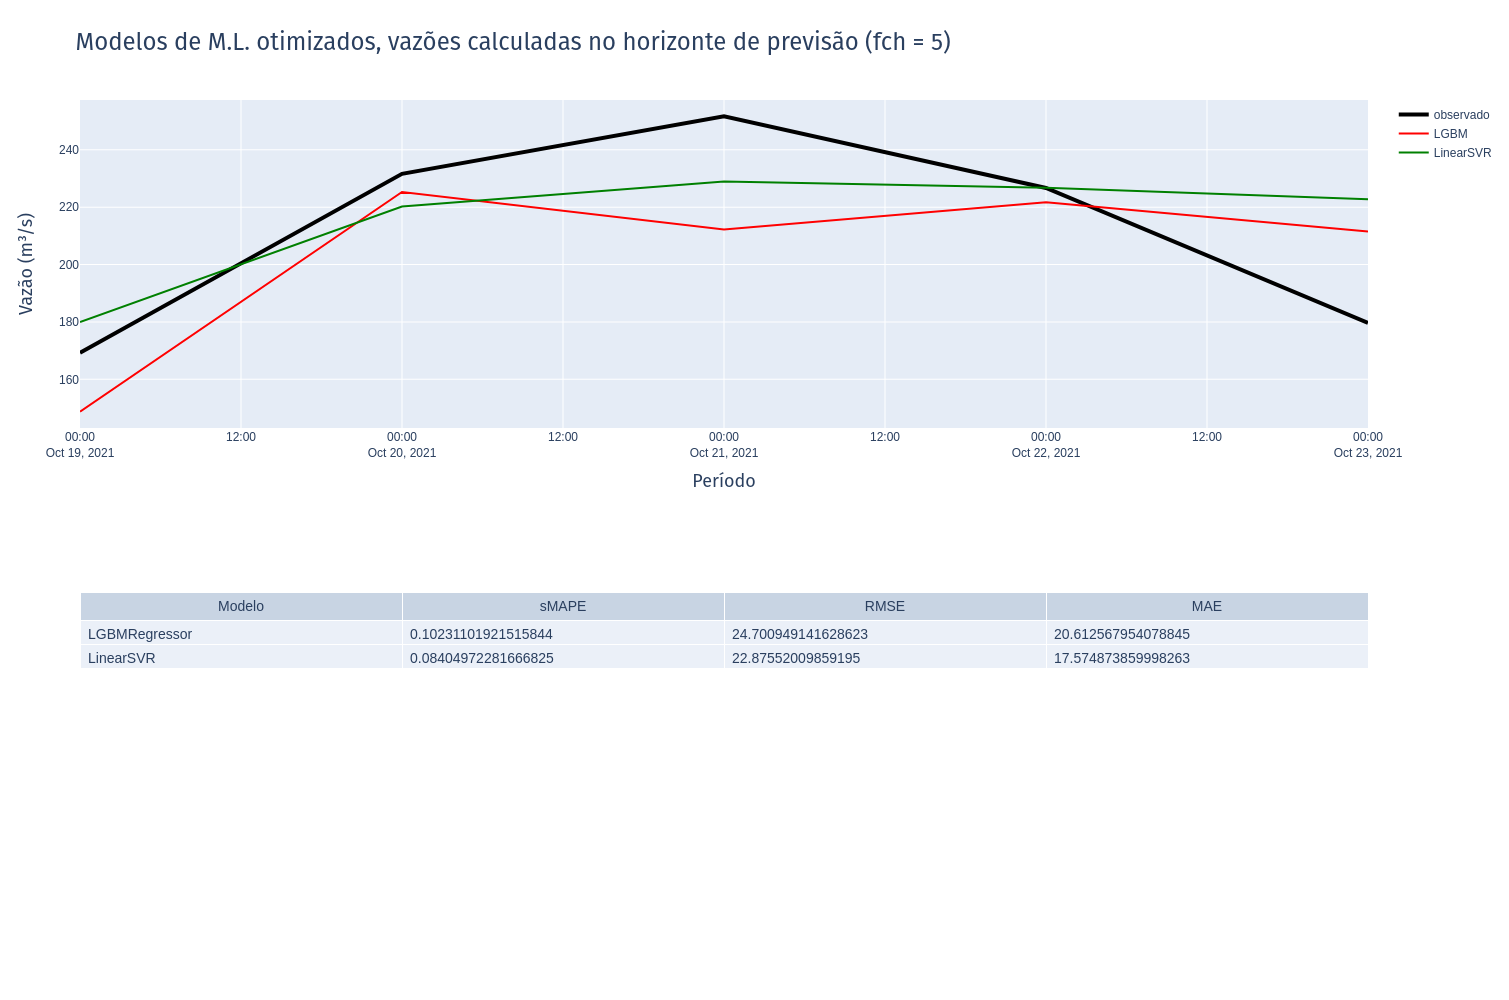 Modelos de M.L. otimizados, vazões calculadas no horizonte de previsão (fch = 5)
observado
LGBM
LinearSVR
Vazão (m³/s)
240
220
200
180
160
00:00 12:00 00:00 12:00 00:00 12:00 00:00 12:00 00:00
Oct 19, 2021 Oct 20, 2021 Oct 21, 2021 Oct 22, 2021 Oct 23, 2021
Período
Modelo sMAPE RMSE MAE
LGBMRegressor 0.10231101921515844 24.700949141628623 20.612567954078845
LinearSVR 0.08404972281666825 22.87552009859195 17.574873859998263